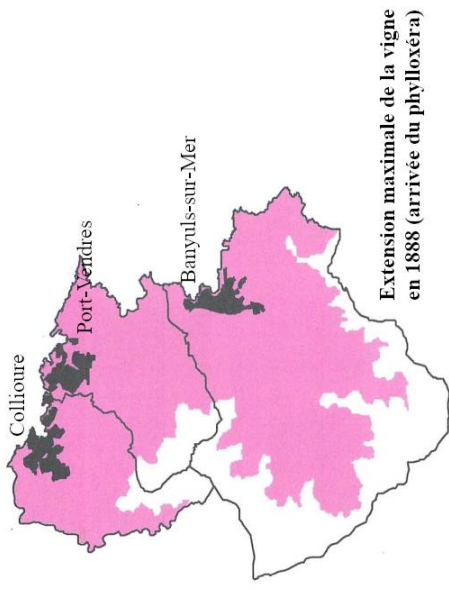 Collioure
Port-Vendres
Banyuls-sur-Mer
Extension maximale de la vigne
en 1888 (arrivée du phylloxéra)